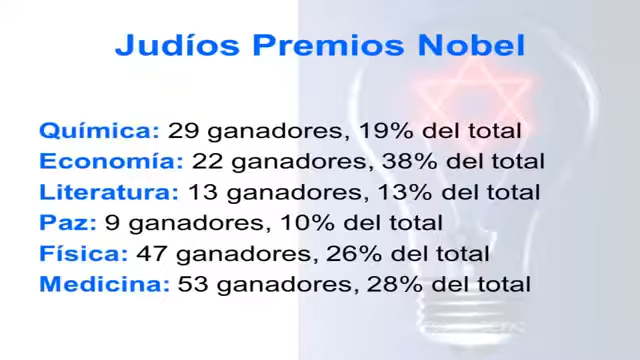 Judíos Premios Nobel
Química: 29 ganadores, 19% del total
Economía: 22 ganadores, 38% del total
Literatura: 13 ganadores, 13% del total
Paz: 9 ganadores, 10% del total
Física: 47 ganadores, 26% del total
Medicina: 53 ganadores, 28% del total